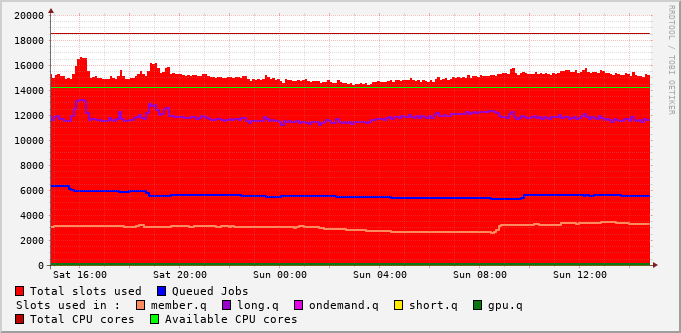 20000
18000
16000
14000
12000
10000
8000
6000
4000
2000
0
Sat 16:00 Sat 20:00 Sun 00:00 Sun 04:00 Sun 08:00 Sun 12:00
Total slots used Queued Jobs
Slots used in : member.q long.q ondemand.q short.q gpu.q
Total CPU cores Available CPU cores
RRDTOOL / TOBI OETIKER